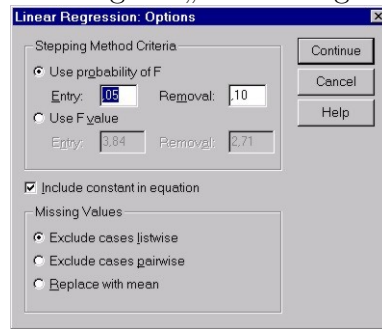 Linear Regression: Options
Stepping Method Criteria
Use probability of F
Entry: ,05 Removal: ,10
Use F value
Entry: 3,84 Removal: 2,71
Include constant in equation
Missing Values
Exclude cases listwise
Exclude cases pairwise
Replace with mean
Continue
Cancel
Help